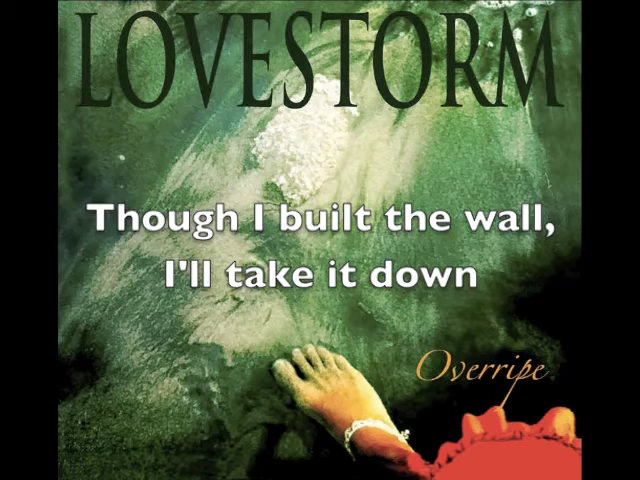 LOVESTORM
Though I built the wall,
I'll take it down
Overripe